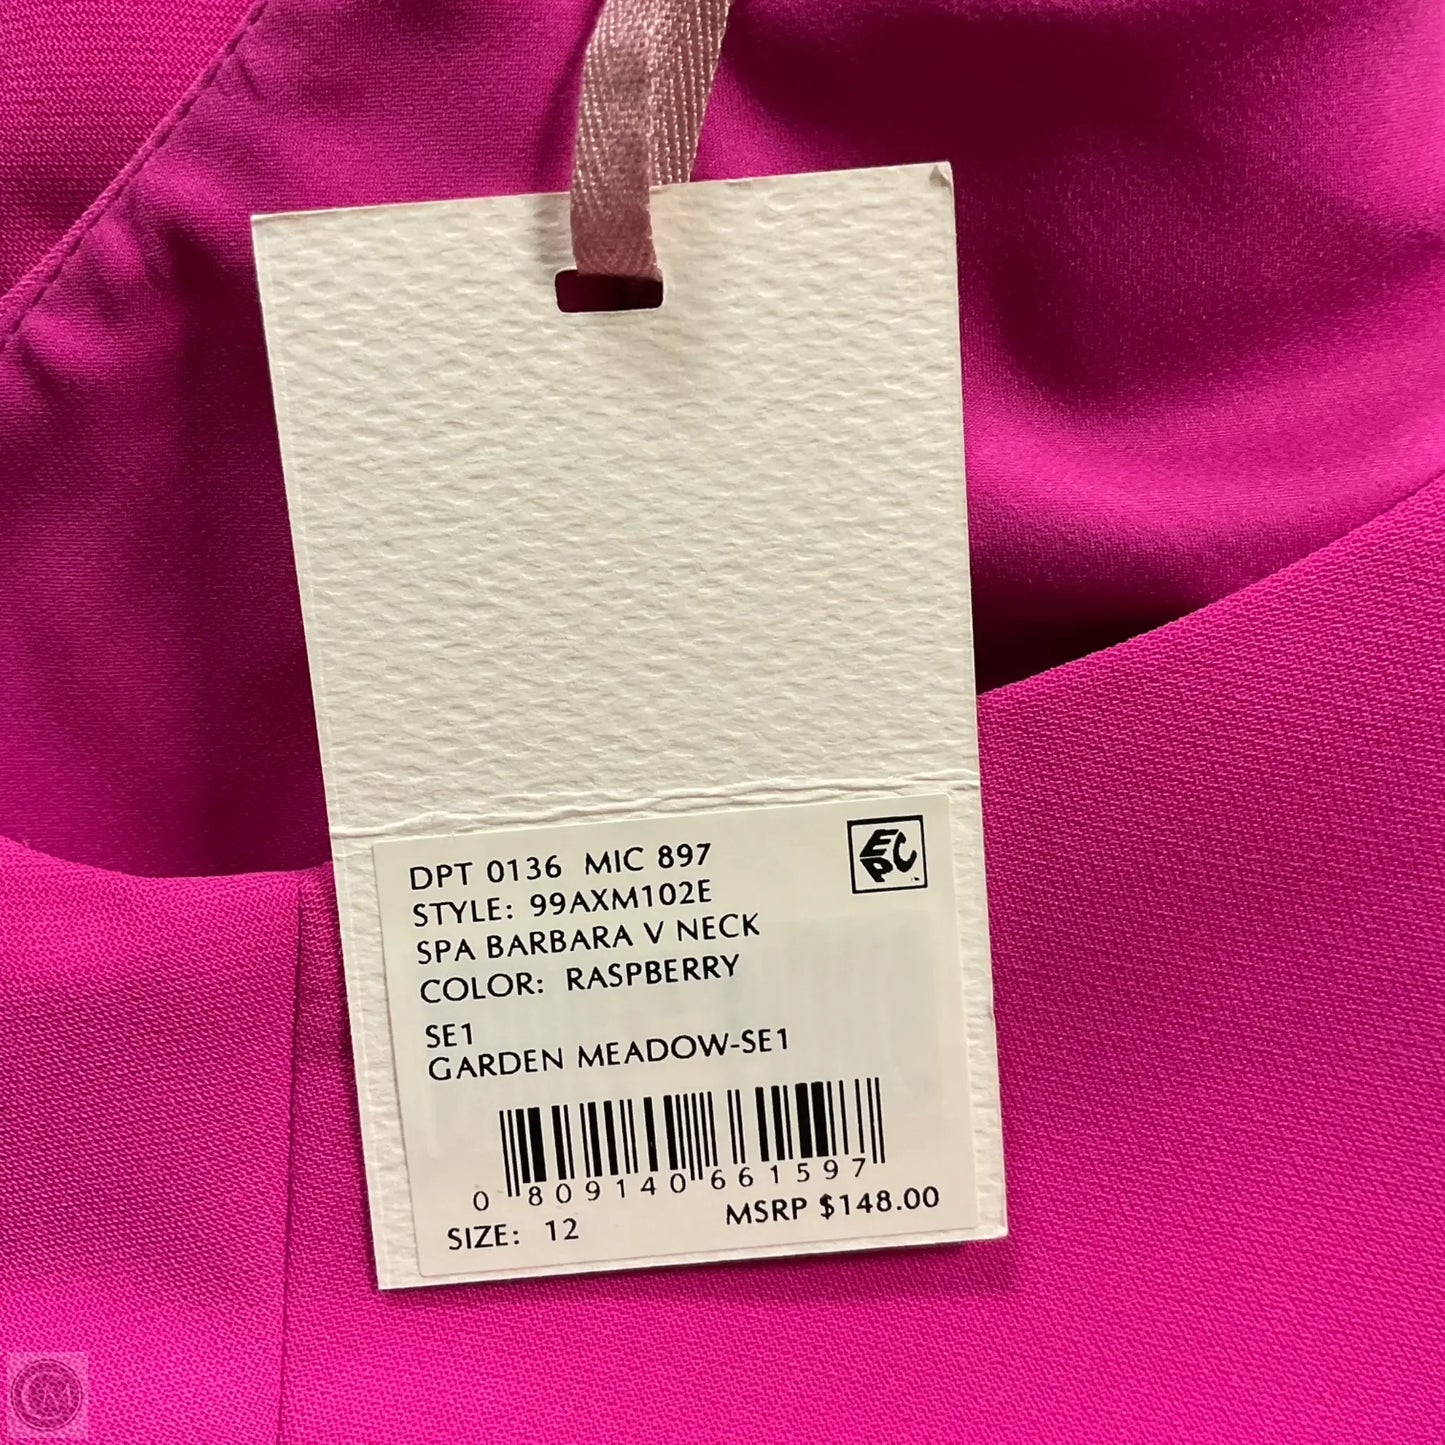 DPT 0136 MIC 897
STYLE: 99AXM102E
SPA BARBARA V NECK
COLOR: RASPBERRY
SE1
GARDEN MEADOW-SE1
0 809140 661597
SIZE: 12
MSRP $148.00
EPC